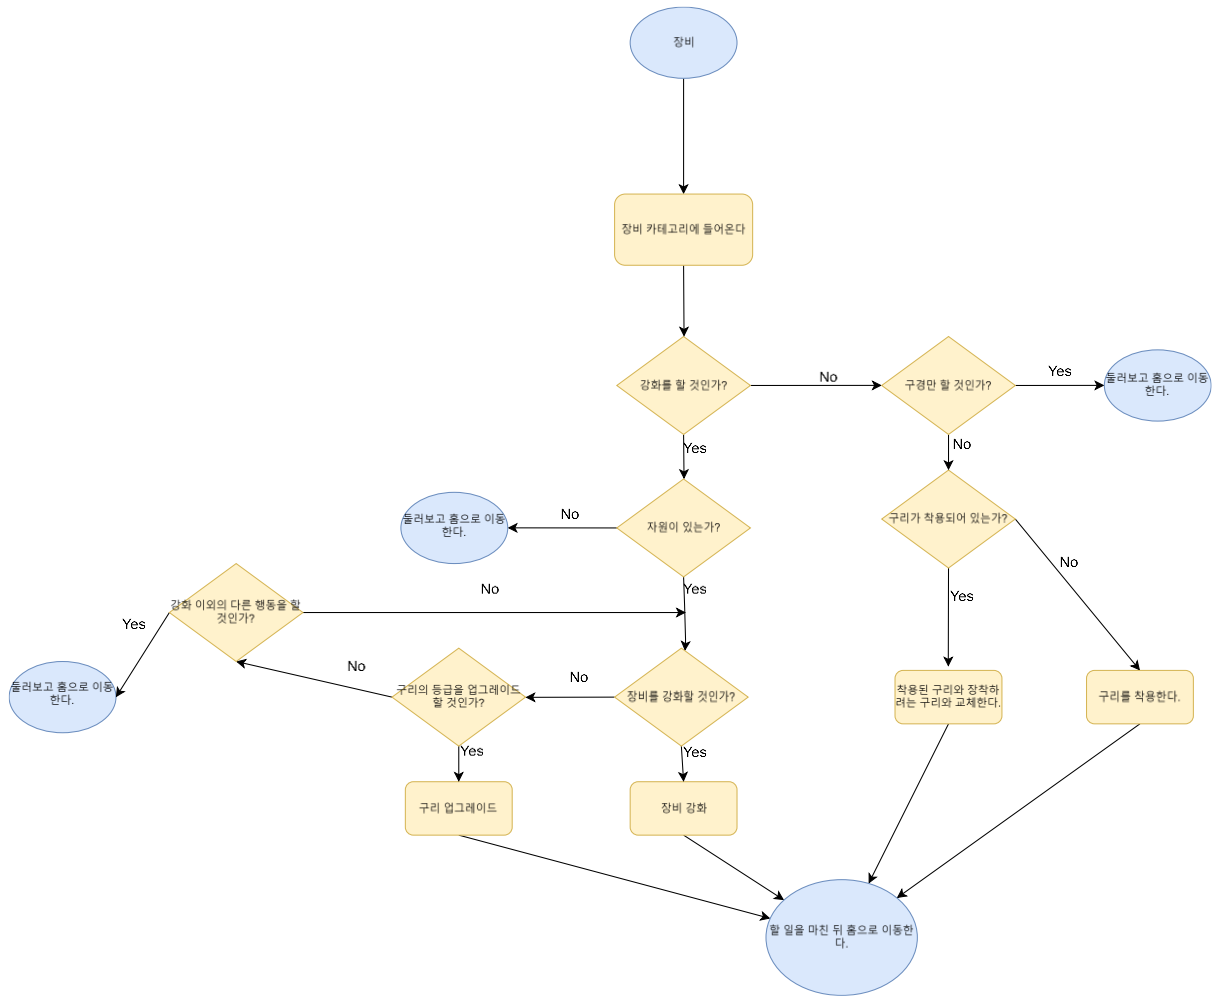 장비
장비 카테고리에 들어온다
강화를 할 것인가?
No
구경만 할 것인가?
Yes
둘러보고 홈으로 이동
한다.
Yes
No
자원이 있는가?
No
둘러보고 홈으로 이동
한다.
구리가 착용되어 있는가?
No
Yes
Yes
No
강화 이외의 다른 행동을 할
것인가?
Yes
둘러보고 홈으로 이동
한다.
No
구리의 등급을 업그레이드
할 것인가?
No
장비를 강화할 것인가?
착용된 구리와 장착하
려는 구리와 교체한다.
구리를 착용한다.
Yes
Yes
구리 업그레이드
장비 강화
할 일을 마친 뒤 홈으로 이동한
다.